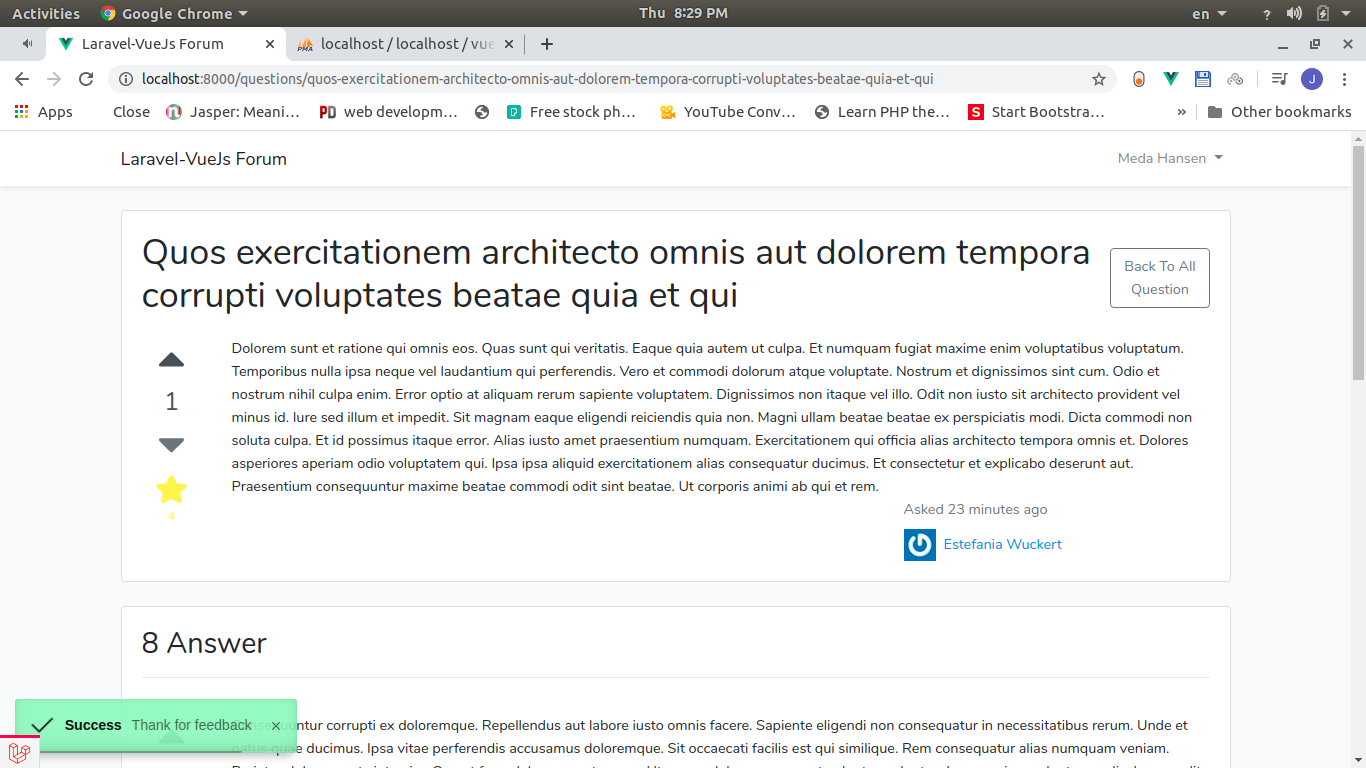 Activities Google Chrome Thu 8:29 PM en ?
Laravel-VueJs Forum localhost / localhost / vue
localhost:8000/questions/quos-exercitationem-architecto-omnis-aut-dolorem-tempora-corrupti-voluptates-beatae-quia-et-qui J
Apps Close Jasper: Meani… PD web developm… Free stock ph… YouTube Conv… Learn PHP the… S Start Bootstra… » Other bookmarks
Laravel-VueJs Forum Meda Hansen
Quos exercitationem architecto omnis aut dolorem tempora
corrupti voluptates beatae quia et qui
Back To All
Question
Dolorem sunt et ratione qui omnis eos. Quas sunt qui veritatis. Eaque quia autem ut culpa. Et numquam fugiat maxime enim voluptatibus voluptatum.
Temporibus nulla ipsa neque vel laudantium qui perferendis. Vero et commodi dolorum atque voluptate. Nostrum et dignissimos sint cum. Odio et
nostrum nihil culpa enim. Error optio at aliquam rerum sapiente voluptatem. Dignissimos non itaque vel illo. Odit non iusto sit architecto provident vel
minus id. Iure sed illum et impedit. Sit magnam eaque eligendi reiciendis quia non. Magni ullam beatae beatae ex perspiciatis modi. Dicta commodi non
soluta culpa. Et id possimus itaque error. Alias iusto amet praesentium numquam. Exercitationem qui officia alias architecto tempora omnis et. Dolores
asperiores aperiam odio voluptatem qui. Ipsa ipsa aliquid exercitationem alias consequatur ducimus. Et consectetur et explicabo deserunt aut.
Praesentium consequuntur maxime beatae commodi odit sint beatae. Ut corporis animi ab qui et rem.
1
4
Asked 23 minutes ago
Estefania Wuckert
8 Answer
Success Thank for feedback ×
corrupti ex doloremque. Repellendus aut labore iusto omnis facere. Sapiente eligendi non consequatur in necessitatibus rerum. Unde et
natus quae ducimus. Ipsa vitae perferendis accusamus doloremque. Sit occaecati facilis est qui similique. Rem consequatur alias numquam veniam.